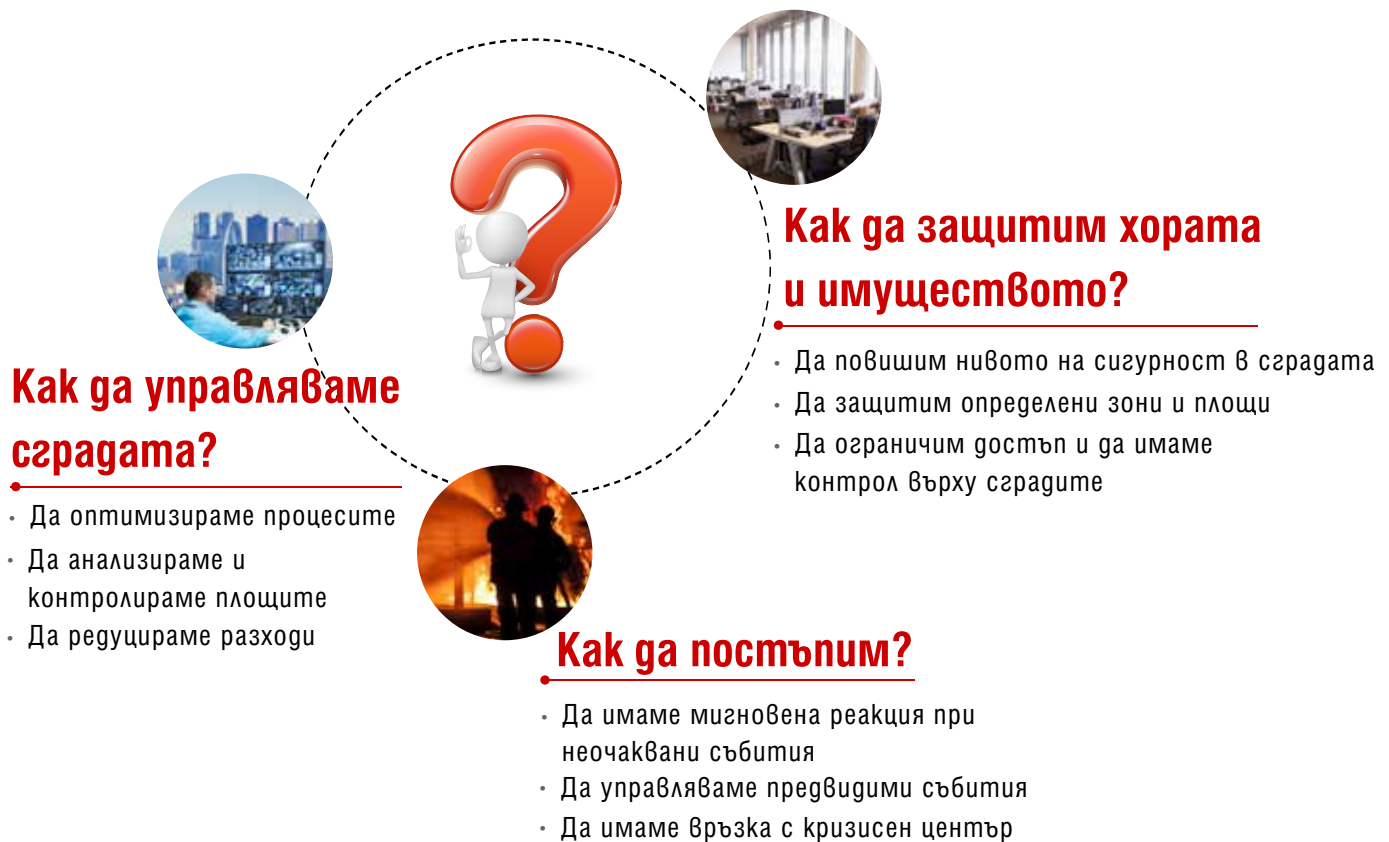 Как да защитим хората
и имуществото?
• Да повишим нивото на сигурност в сградата
• Да защитим определени зони и площи
• Да ограничим достъп и да имаме
контрол върху сградите
Как да управляваме
сградата?
• Да оптимизираме процесите
• Да анализираме и
контролираме площите
• Да редуцираме разходи
Как да постъпим?
• Да имаме мигновена реакция при
неочаквани събития
• Да управляваме предвидими събития
• Да имаме връзка с кризисен център